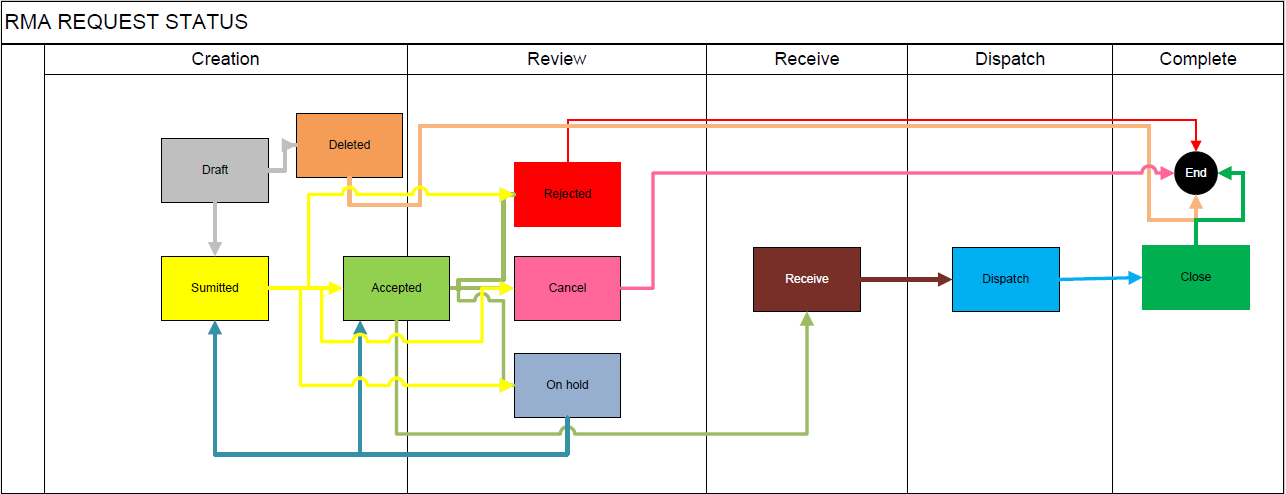 RMA REQUEST STATUS
Creation
Review
Receive
Dispatch
Complete
Draft
Deleted
Rejected
End
Sumitted
Accepted
Cancel
Receive
Dispatch
Close
On hold